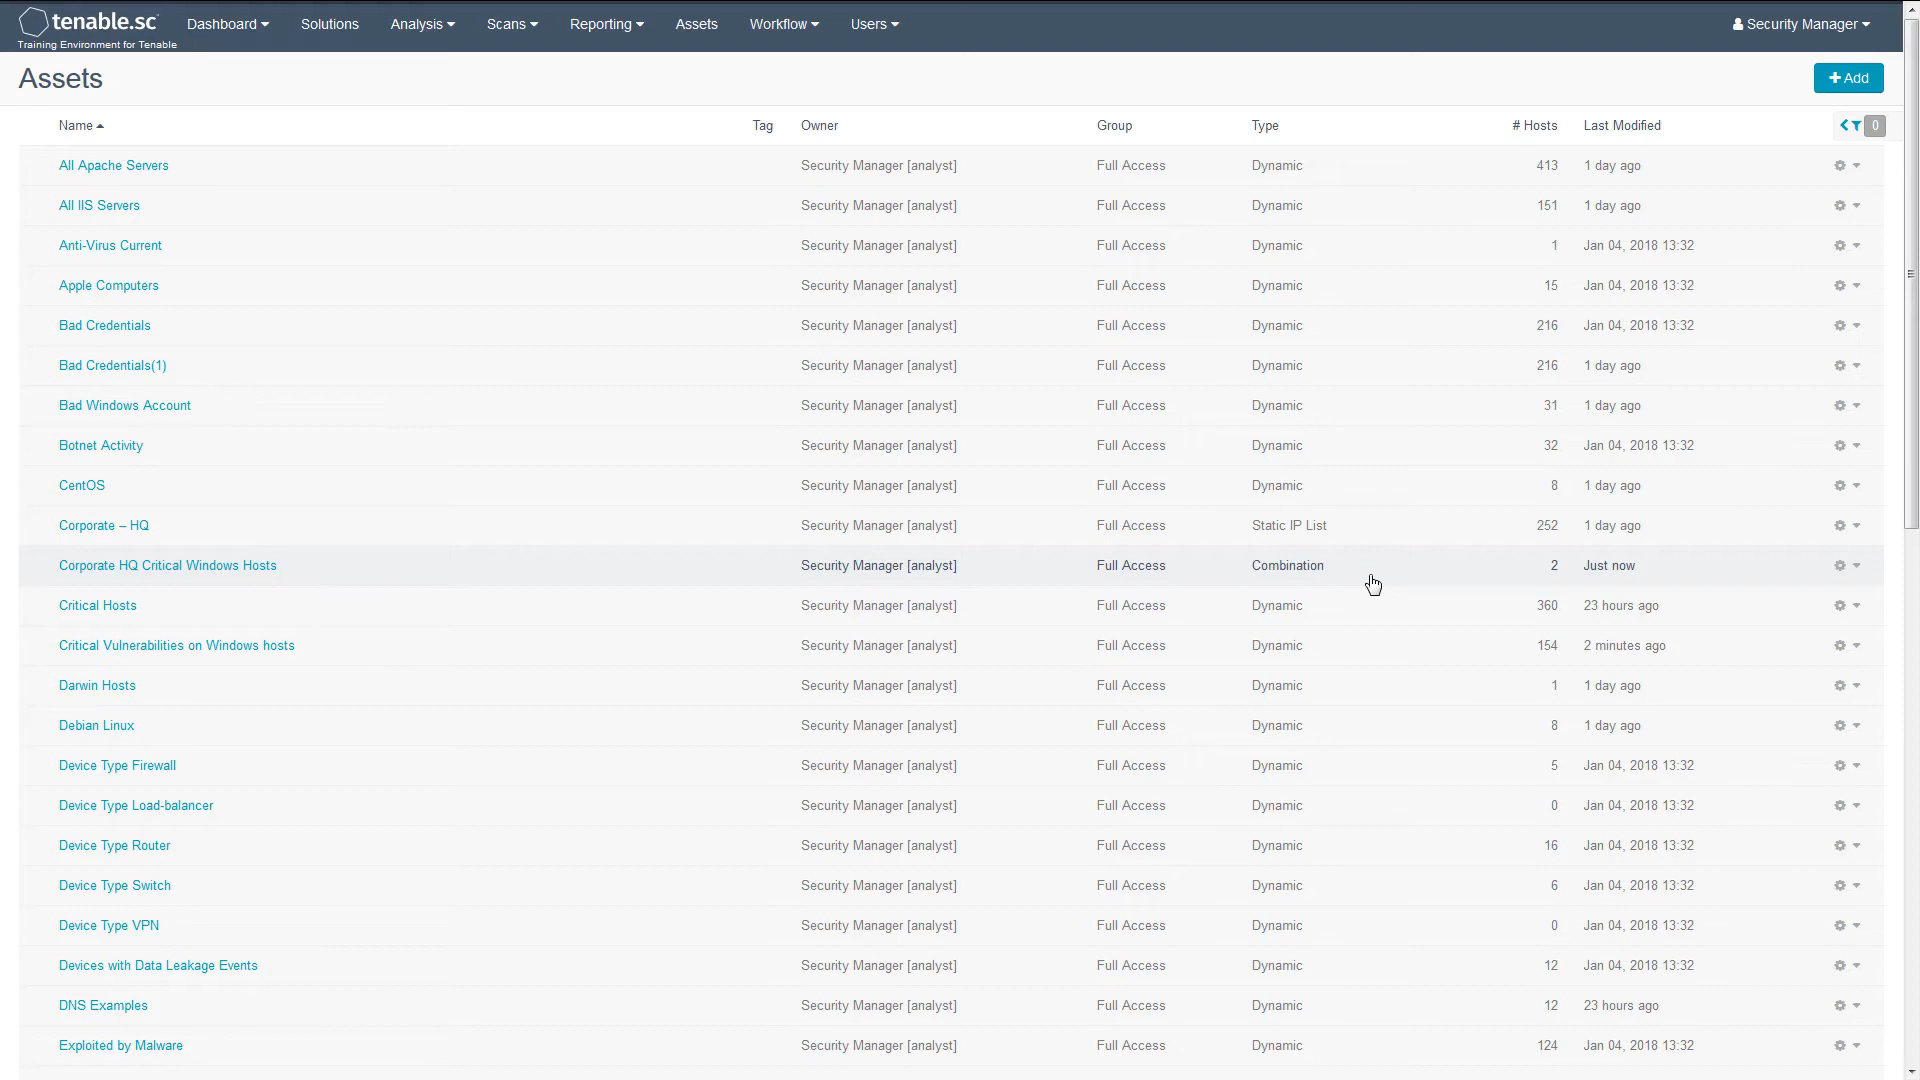 tenable.sc Dashboard Solutions Analysis Scans Reporting Assets Workflow Users Security Manager
Training Environment for Tenable
Assets
Add
Name Tag Owner Group Type # Hosts Last Modified 0
All Apache Servers Security Manager [analyst] Full Access Dynamic 413 1 day ago
All IIS Servers Security Manager [analyst] Full Access Dynamic 151 1 day ago
Anti-Virus Current Security Manager [analyst] Full Access Dynamic 1 Jan 04, 2018 13:32
Apple Computers Security Manager [analyst] Full Access Dynamic 15 Jan 04, 2018 13:32
Bad Credentials Security Manager [analyst] Full Access Dynamic 216 Jan 04, 2018 13:32
Bad Credentials(1) Security Manager [analyst] Full Access Dynamic 216 1 day ago
Bad Windows Account Security Manager [analyst] Full Access Dynamic 31 1 day ago
Botnet Activity Security Manager [analyst] Full Access Dynamic 32 Jan 04, 2018 13:32
CentOS Security Manager [analyst] Full Access Dynamic 8 1 day ago
Corporate – HQ Security Manager [analyst] Full Access Static IP List 252 1 day ago
Corporate HQ Critical Windows Hosts Security Manager [analyst] Full Access Combination 2 Just now
Critical Hosts Security Manager [analyst] Full Access Dynamic 360 23 hours ago
Critical Vulnerabilities on Windows hosts Security Manager [analyst] Full Access Dynamic 154 2 minutes ago
Darwin Hosts Security Manager [analyst] Full Access Dynamic 1 1 day ago
Debian Linux Security Manager [analyst] Full Access Dynamic 8 1 day ago
Device Type Firewall Security Manager [analyst] Full Access Dynamic 5 Jan 04, 2018 13:32
Device Type Load-balancer Security Manager [analyst] Full Access Dynamic 0 Jan 04, 2018 13:32
Device Type Router Security Manager [analyst] Full Access Dynamic 16 Jan 04, 2018 13:32
Device Type Switch Security Manager [analyst] Full Access Dynamic 6 Jan 04, 2018 13:32
Device Type VPN Security Manager [analyst] Full Access Dynamic 0 Jan 04, 2018 13:32
Devices with Data Leakage Events Security Manager [analyst] Full Access Dynamic 12 Jan 04, 2018 13:32
DNS Examples Security Manager [analyst] Full Access Dynamic 12 23 hours ago
Exploited by Malware Security Manager [analyst] Full Access Dynamic 124 Jan 04, 2018 13:32